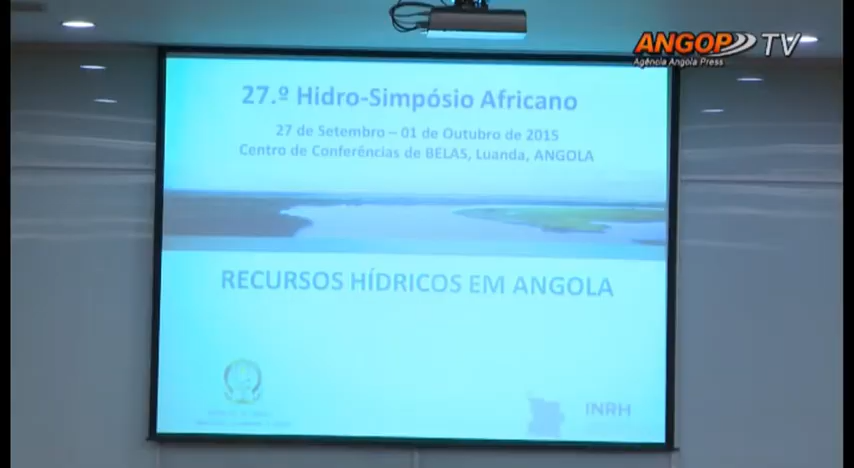 ANGOP TV
Agência Angola Press
27.º Hidro-Simpósio Africano
27 de Setembro – 01 de Outubro de 2015
Centro de Conferências de BELAS, Luanda, ANGOLA
RECURSOS HÍDRICOS EM ANGOLA
INRH